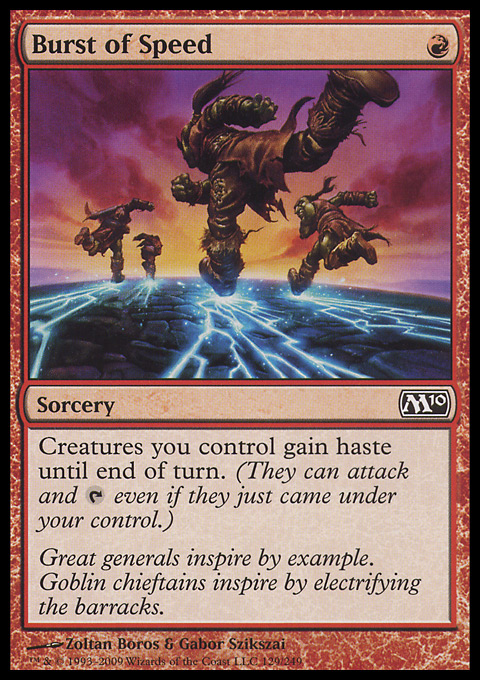 Burst of Speed
Sorcery
M10
Creatures you control gain haste
until end of turn. (They can attack
and even if they just came under
your control.)
Great generals inspire by example.
Goblin chieftains inspire by electrifying
the barracks.
Zoltan Boros & Gabor Szikszai
™ & © 1993–2009 Wizards of the Coast LLC 129/249